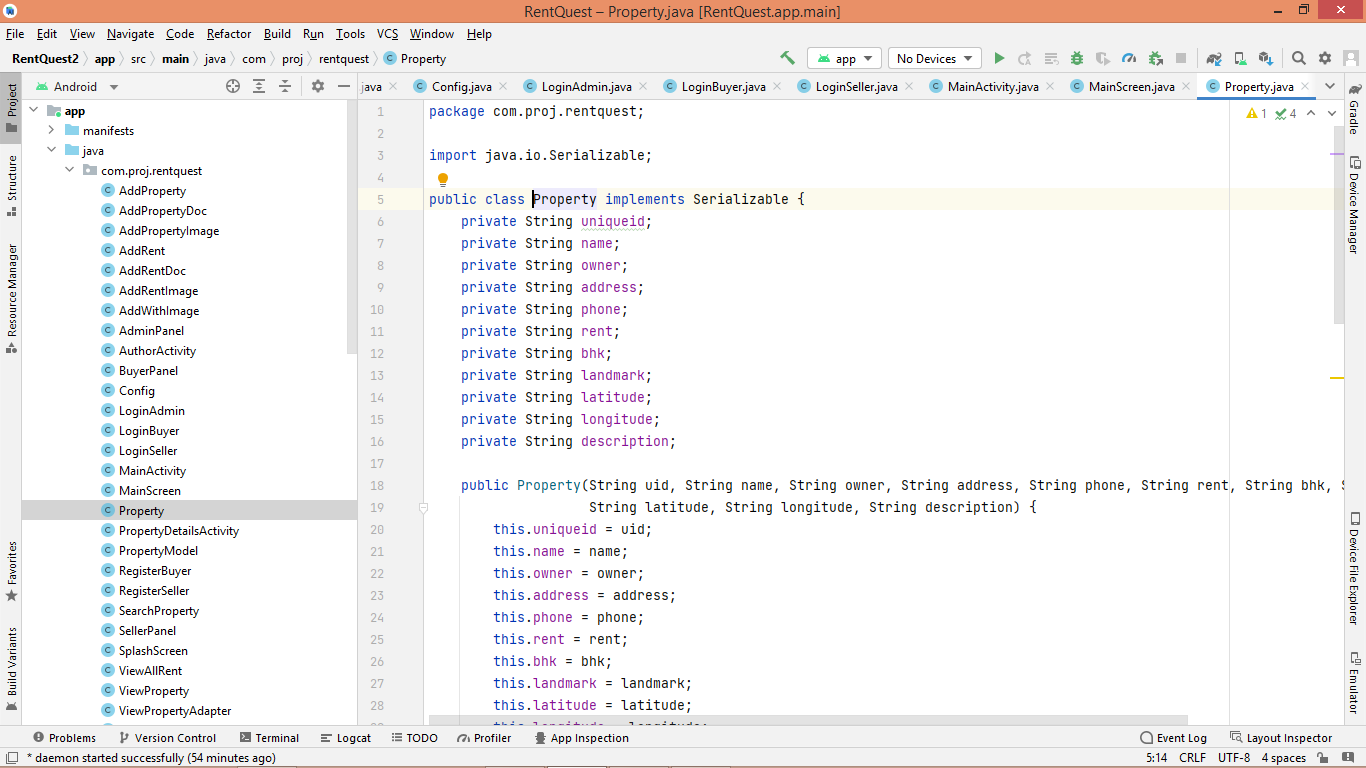 RentQuest – Property.java [RentQuest.app.main]
File Edit View Navigate Code Refactor Build Run Tools VCS Window Help
RentQuest2 app src main java com proj rentquest Property
app No Devices
Project
Structure
Resource Manager
Favorites
Build Variants
Android
app
manifests
java
com.proj.rentquest
AddProperty
AddPropertyDoc
AddPropertyImage
AddRent
AddRentDoc
AddRentImage
AddWithImage
AdminPanel
AuthorActivity
BuyerPanel
Config
LoginAdmin
LoginBuyer
LoginSeller
MainActivity
MainScreen
Property
PropertyDetailsActivity
PropertyModel
RegisterBuyer
RegisterSeller
SearchProperty
SellerPanel
SplashScreen
ViewAllRent
ViewProperty
ViewPropertyAdapter
java Config.java LoginAdmin.java LoginBuyer.java LoginSeller.java MainActivity.java MainScreen.java Property.java
1 4
1 package com.proj.rentquest;
2
3 import java.io.Serializable;
4
5 public class Property implements Serializable {
6 private String uniqueid;
7 private String name;
8 private String owner;
9 private String address;
10 private String phone;
11 private String rent;
12 private String bhk;
13 private String landmark;
14 private String latitude;
15 private String longitude;
16 private String description;
17
18 public Property(String uid, String name, String owner, String address, String phone, String rent, String bhk,
19 String latitude, String longitude, String description) {
20 this.uniqueid = uid;
21 this.name = name;
22 this.owner = owner;
23 this.address = address;
24 this.phone = phone;
25 this.rent = rent;
26 this.bhk = bhk;
27 this.landmark = landmark;
28 this.latitude = latitude;
Gradle
Device Manager
Device File Explorer
Emulator
Problems Version Control Terminal Logcat TODO Profiler App Inspection Event Log Layout Inspector
* daemon started successfully (54 minutes ago) 5:14 CRLF UTF-8 4 spaces